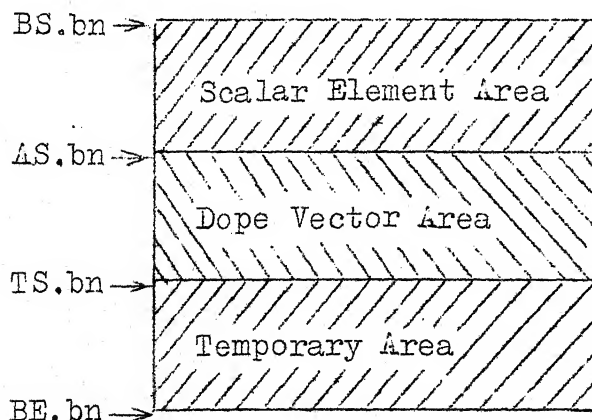 BS.bn
Scalar Element Area
AS.bn
Dope Vector Area
TS.bn
Temporary Area
BE.bn